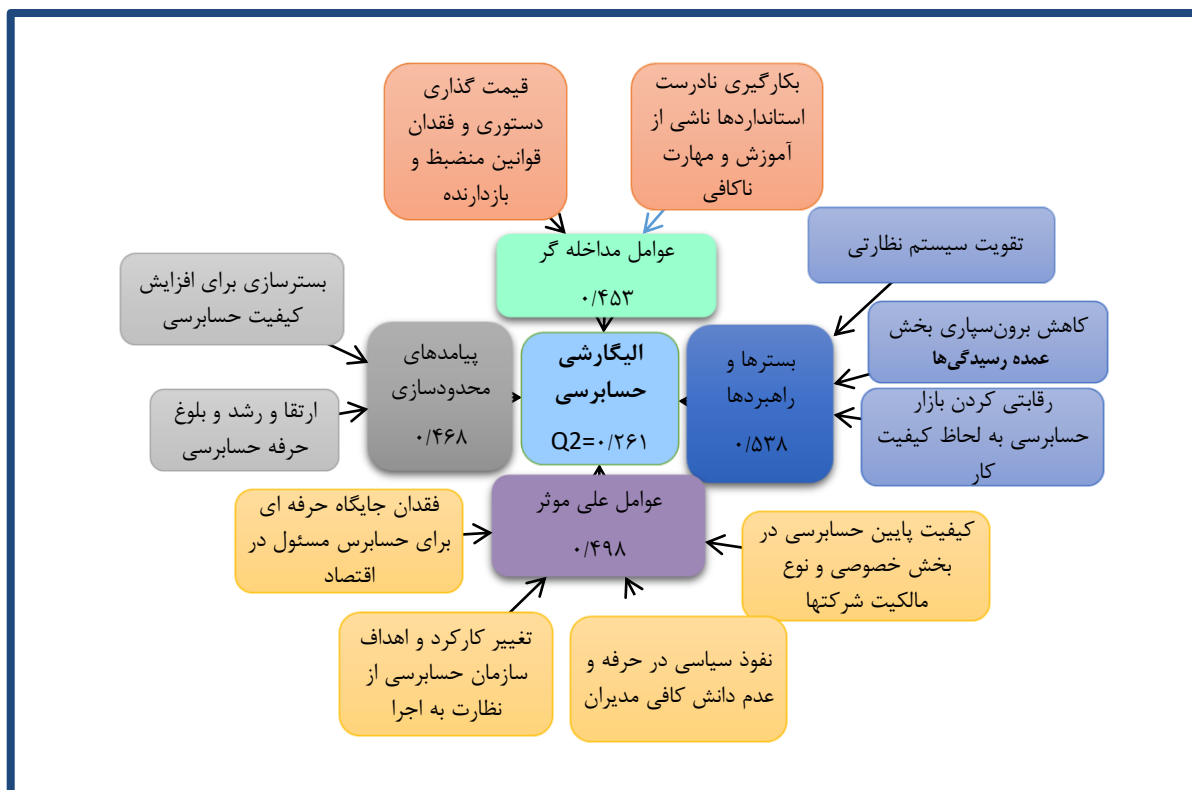 قیمت گذاری
دستوری و فقدان
قوانین منضبظ و
بازدارنده
بکارگیری نادرست
استانداردها ناشی از
آموزش و مهارت
ناکافی
عوامل مداخله گر
۰/۴۵۳
تقویت سیستم نظارتی
کاهش برون‌سپاری بخش
عمده رسیدگی‌ها
رقابتی کردن بازار
حسابرسی به لحاظ کیفیت
کار
بسترها و
راهبردها
۰/۵۳۸
الیگارشی
حسابرسی
Q2=۰/۲۶۱
پیامدهای
محدودسازی
۰/۴۶۸
بسترسازی برای افزایش
کیفیت حسابرسی
ارتقا و رشد و بلوغ
حرفه حسابرسی
عوامل علی موثر
۰/۴۹۸
فقدان جایگاه حرفه ای
برای حسابرس مسئول در
اقتصاد
کیفیت پایین حسابرسی در
بخش خصوصی و نوع
مالکیت شرکتها
تغییر کارکرد و اهداف
سازمان حسابرسی از
نظارت به اجرا
نفوذ سیاسی در حرفه و
عدم دانش کافی مدیران